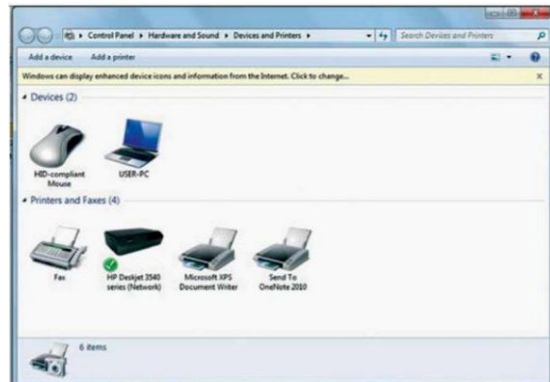 Control Panel ▸ Hardware and Sound ▸ Devices and Printers ▸
Search Devices and Printers
Add a device Add a printer
Windows can display enhanced device icons and information from the Internet. Click to change...
Devices (2)
HID-compliant
Mouse
USER-PC
Printers and Faxes (4)
Fax
HP Deskjet 3540
series (Network)
Microsoft XPS
Document Writer
Send To
OneNote 2010
6 items